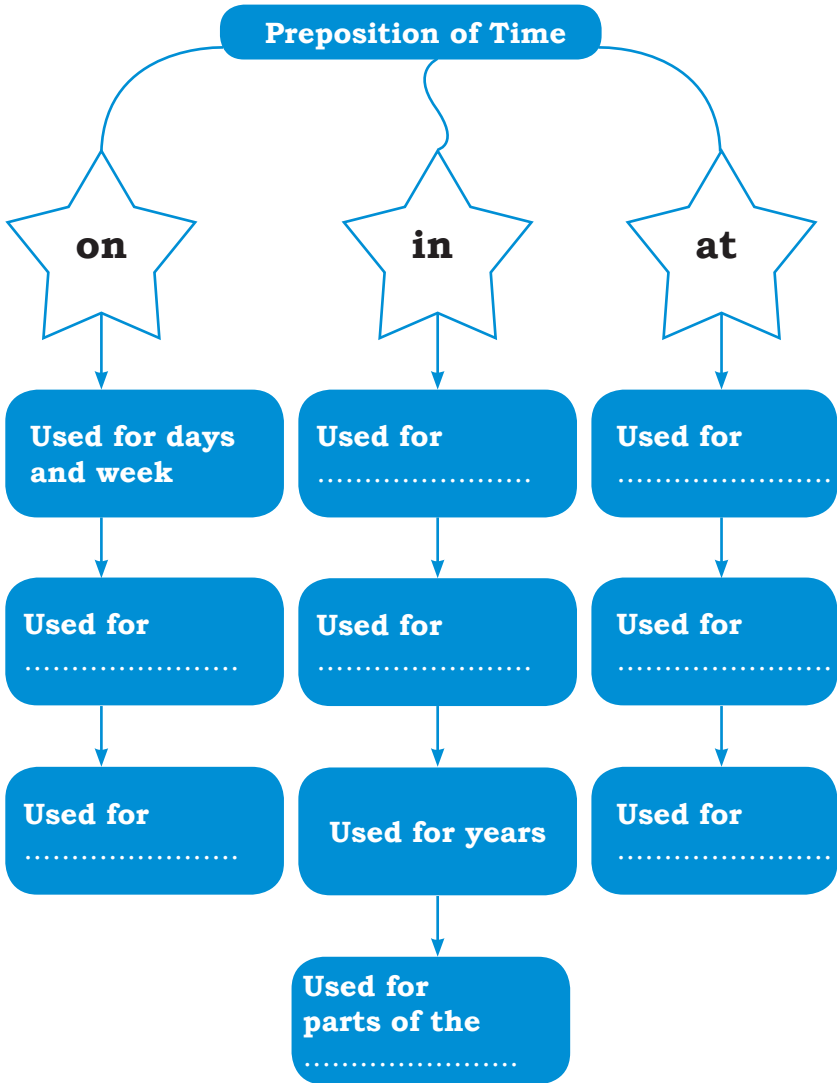 Preposition of Time
on
in
at
Used for days
and week
Used for
.......................
Used for
.......................
Used for
.......................
Used for
.......................
Used for
.......................
Used for
.......................
Used for years
Used for
.......................
Used for
parts of the
.......................